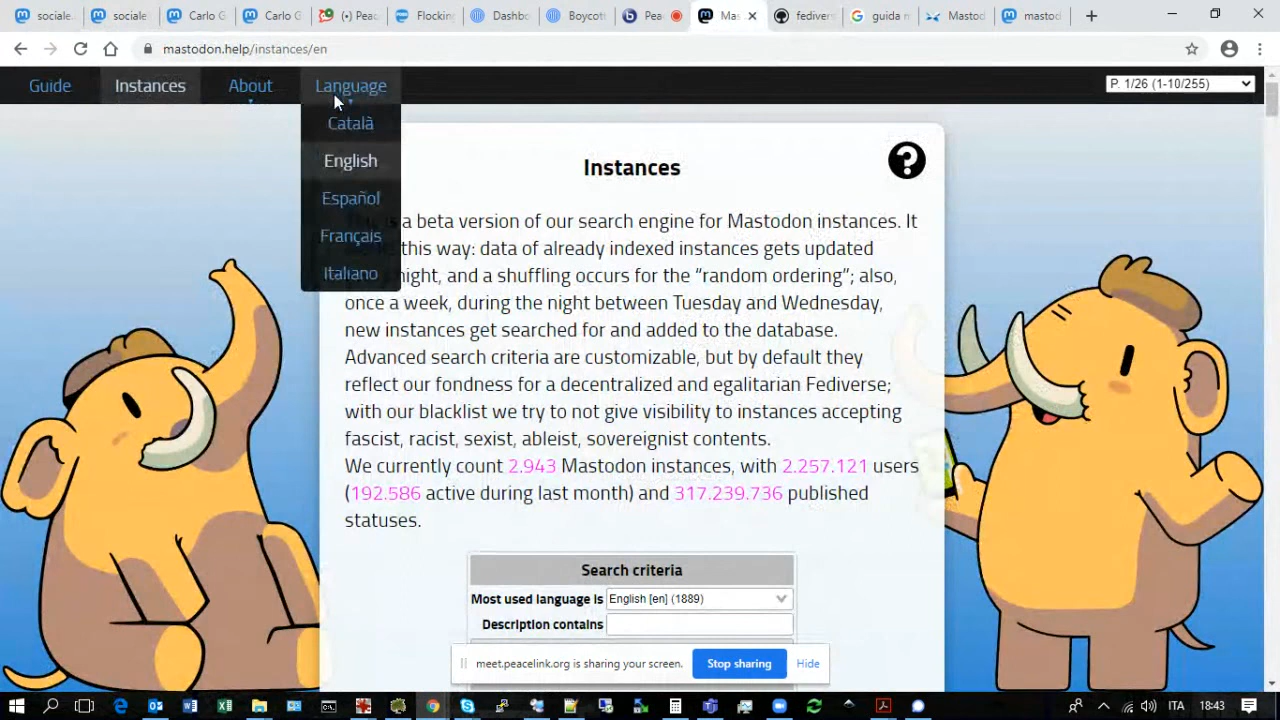 sociale.
sociale
Carlo G
Carlo G
(•) Peac
Flocking
Dashbo
Boycott
Pea
Mas
fediver
guida m
Mastod
mastod
mastodon.help/instances/en
Guide
Instances
About
Language
P. 1/26 (1-10/255)
Català
English
Español
Français
Italiano
Instances
is a beta version of our search engine for Mastodon instances. It
this way: data of already indexed instances gets updated
night, and a shuffling occurs for the “random ordering”; also,
once a week, during the night between Tuesday and Wednesday,
new instances get searched for and added to the database.
Advanced search criteria are customizable, but by default they
reflect our fondness for a decentralized and egalitarian Fediverse;
with our blacklist we try to not give visibility to instances accepting
fascist, racist, sexist, ableist, sovereignist contents.
We currently count 2.943 Mastodon instances, with 2.257.121 users
(192.586 active during last month) and 317.239.736 published
statuses.
Search criteria
Most used language is English [en] (1889)
Description contains
meet.peacelink.org is sharing your screen.
Stop sharing
Hide
ITA
18:43